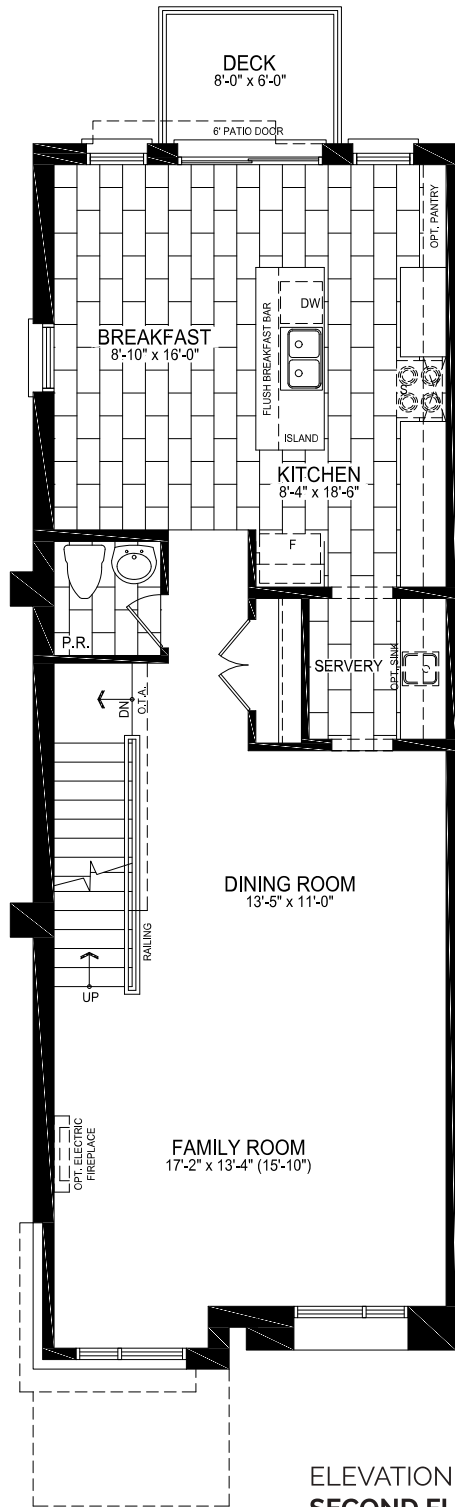 DECK
8'-0" x 6'-0"
6' PATIO DOOR
OPT. PANTRY
BREAKFAST
8'-10" x 16'-0"
FLUSH BREAKFAST BAR
DW
ISLAND
KITCHEN
8'-4" x 18'-6"
F
P.R.
SERVERY
OPT. SINK
DN
O.T.A.
DINING ROOM
13'-5" x 11'-0"
RAILING
UP
OPT. ELECTRIC
FIREPLACE
FAMILY ROOM
17'-2" x 13'-4" (15'-10")
ELEVATION